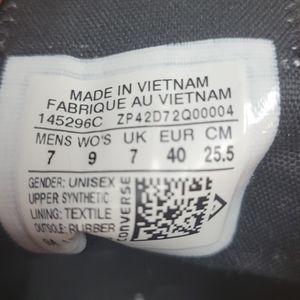 MADE IN VIETNAM
FABRIQUE AU VIETNAM
145296C ZP42D72Q00004
MENS WO'S UK EUR CM
7 9 7 40 25.5
GENDER: UNISEX
UPPER SYNTHETIC
LINING: TEXTILE
OUTSOLE: RUBBER
CONVERSE